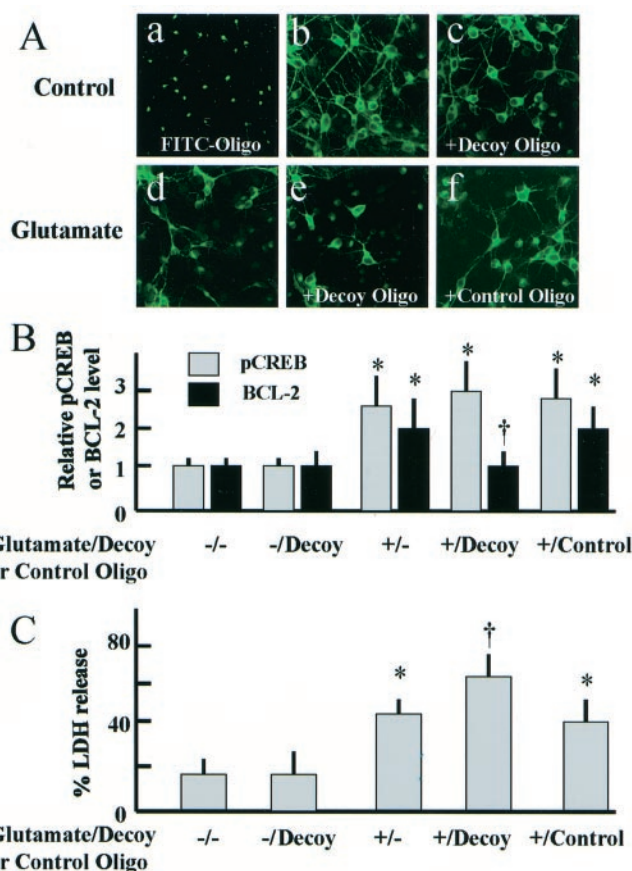 A
a
b
c
Control
FITC-Oligo
+Decoy Oligo
d
e
f
Glutamate
+Decoy Oligo
+Control Oligo
B
pCREB
BCL-2
Relative pCREB
or BCL-2 level
3
2
1
0
* * * † * *
Glutamate/Decoy -/- -/Decoy +/- +/Decoy +/Control
r Control Oligo
C
% LDH release
80
40
0
* † *
Glutamate/Decoy -/- -/Decoy +/- +/Decoy +/Control
r Control Oligo